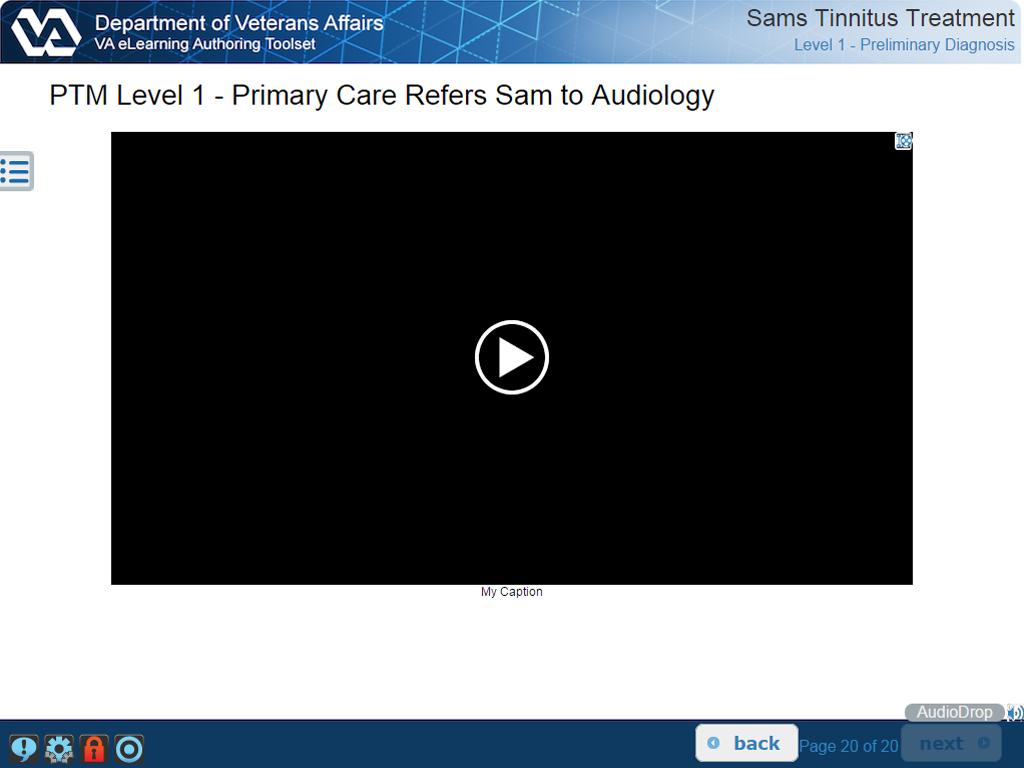 VA
Department of Veterans Affairs
VA eLearning Authoring Toolset
Sams Tinnitus Treatment
Level 1 - Preliminary Diagnosis
PTM Level 1 - Primary Care Refers Sam to Audiology
My Caption
AudioDrop
back
Page 20 of 20
next